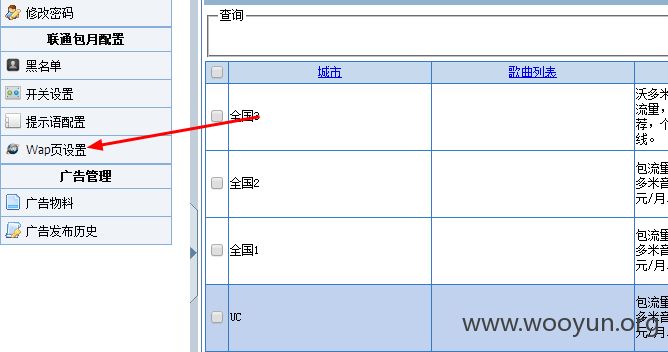 修改密码
联通包月配置
黑名单
开关设置
提示语配置
Wap页设置
广告管理
广告物料
广告发布历史
查询
城市
歌曲列表
全国3
沃多米
流量,
荐，个
线。
全国2
包流量
多米音
元/月.
全国1
包流量
多米音
元/月.
UC
包流量
多米音
元/月.
www.wooyun.org